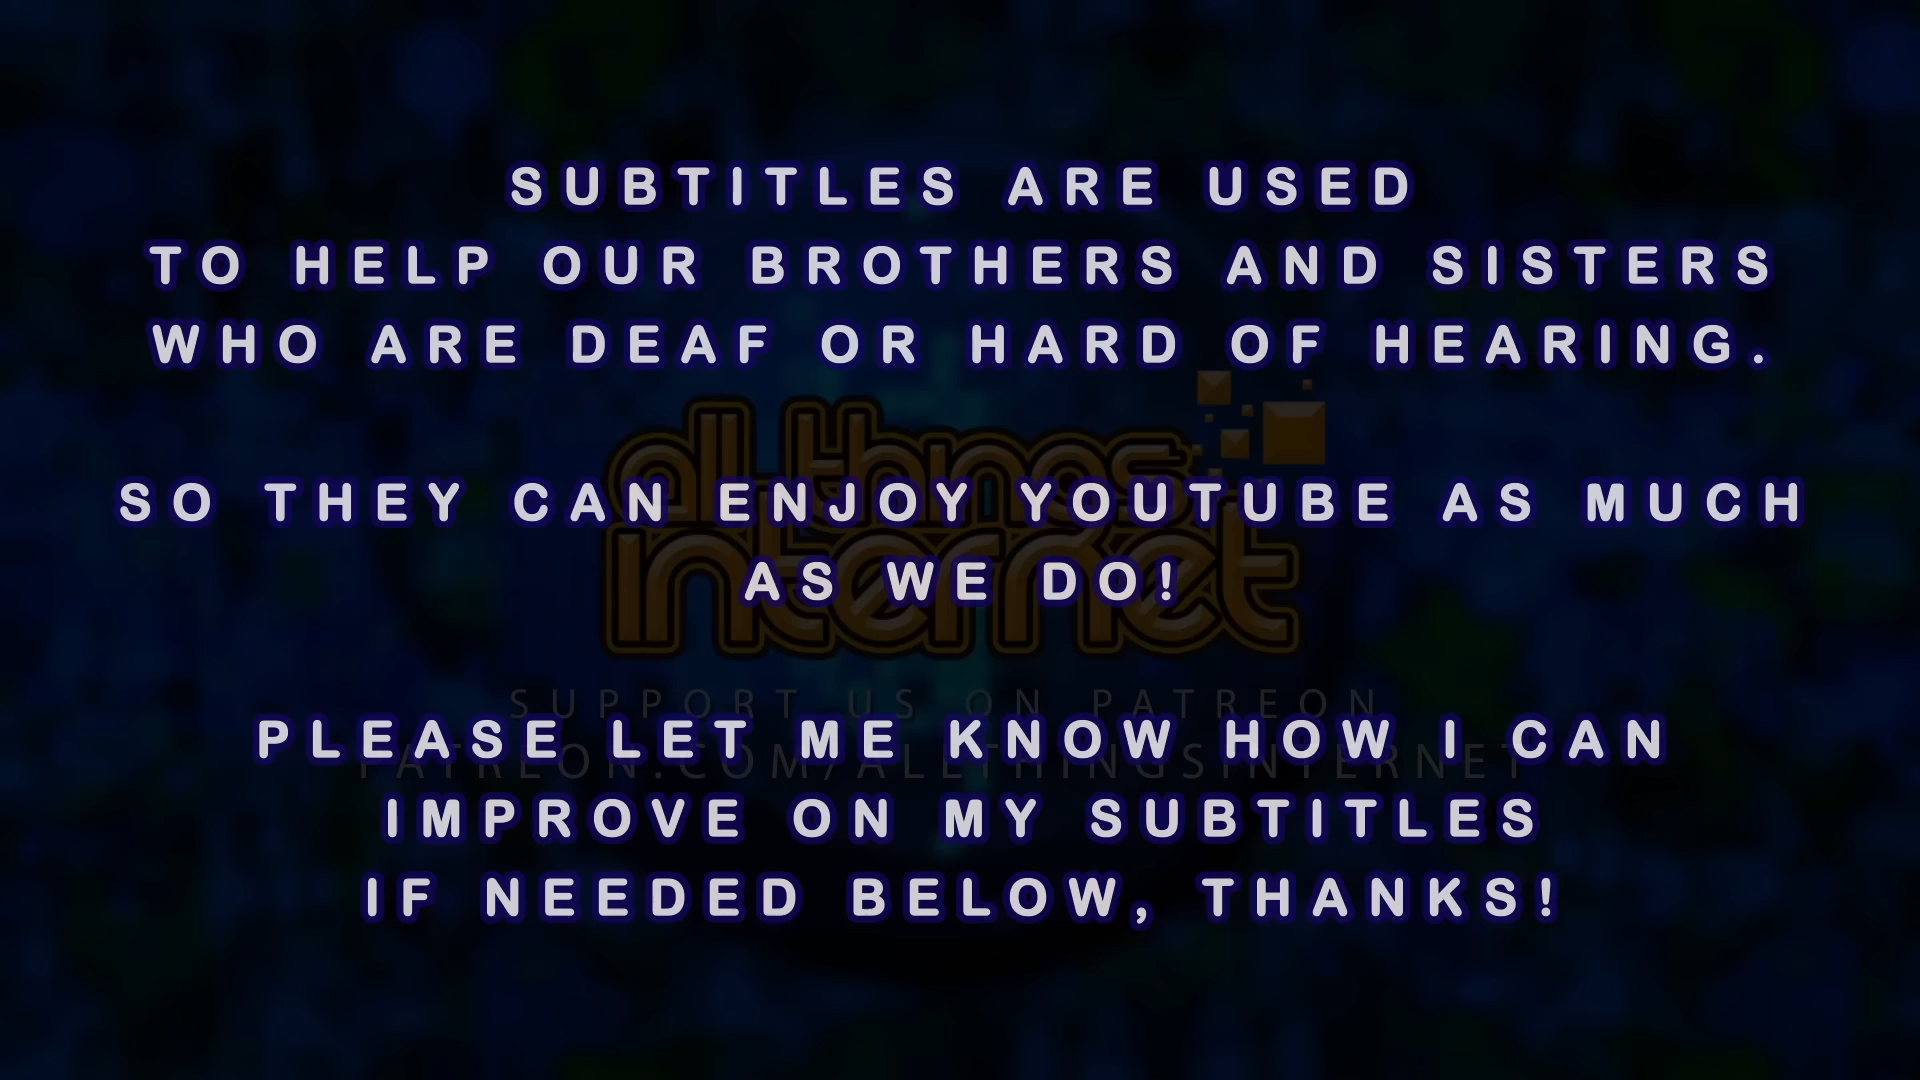 SUBTITLES ARE USED
TO HELP OUR BROTHERS AND SISTERS
WHO ARE DEAF OR HARD OF HEARING.
all things
SO THEY CAN ENJOY YOUTUBE AS MUCH
internet
AS WE DO!
SUPPORT US ON PATREON
PLEASE LET ME KNOW HOW I CAN
PATREON.COM/ALLTHINGSINTERNET
IMPROVE ON MY SUBTITLES
IF NEEDED BELOW, THANKS!